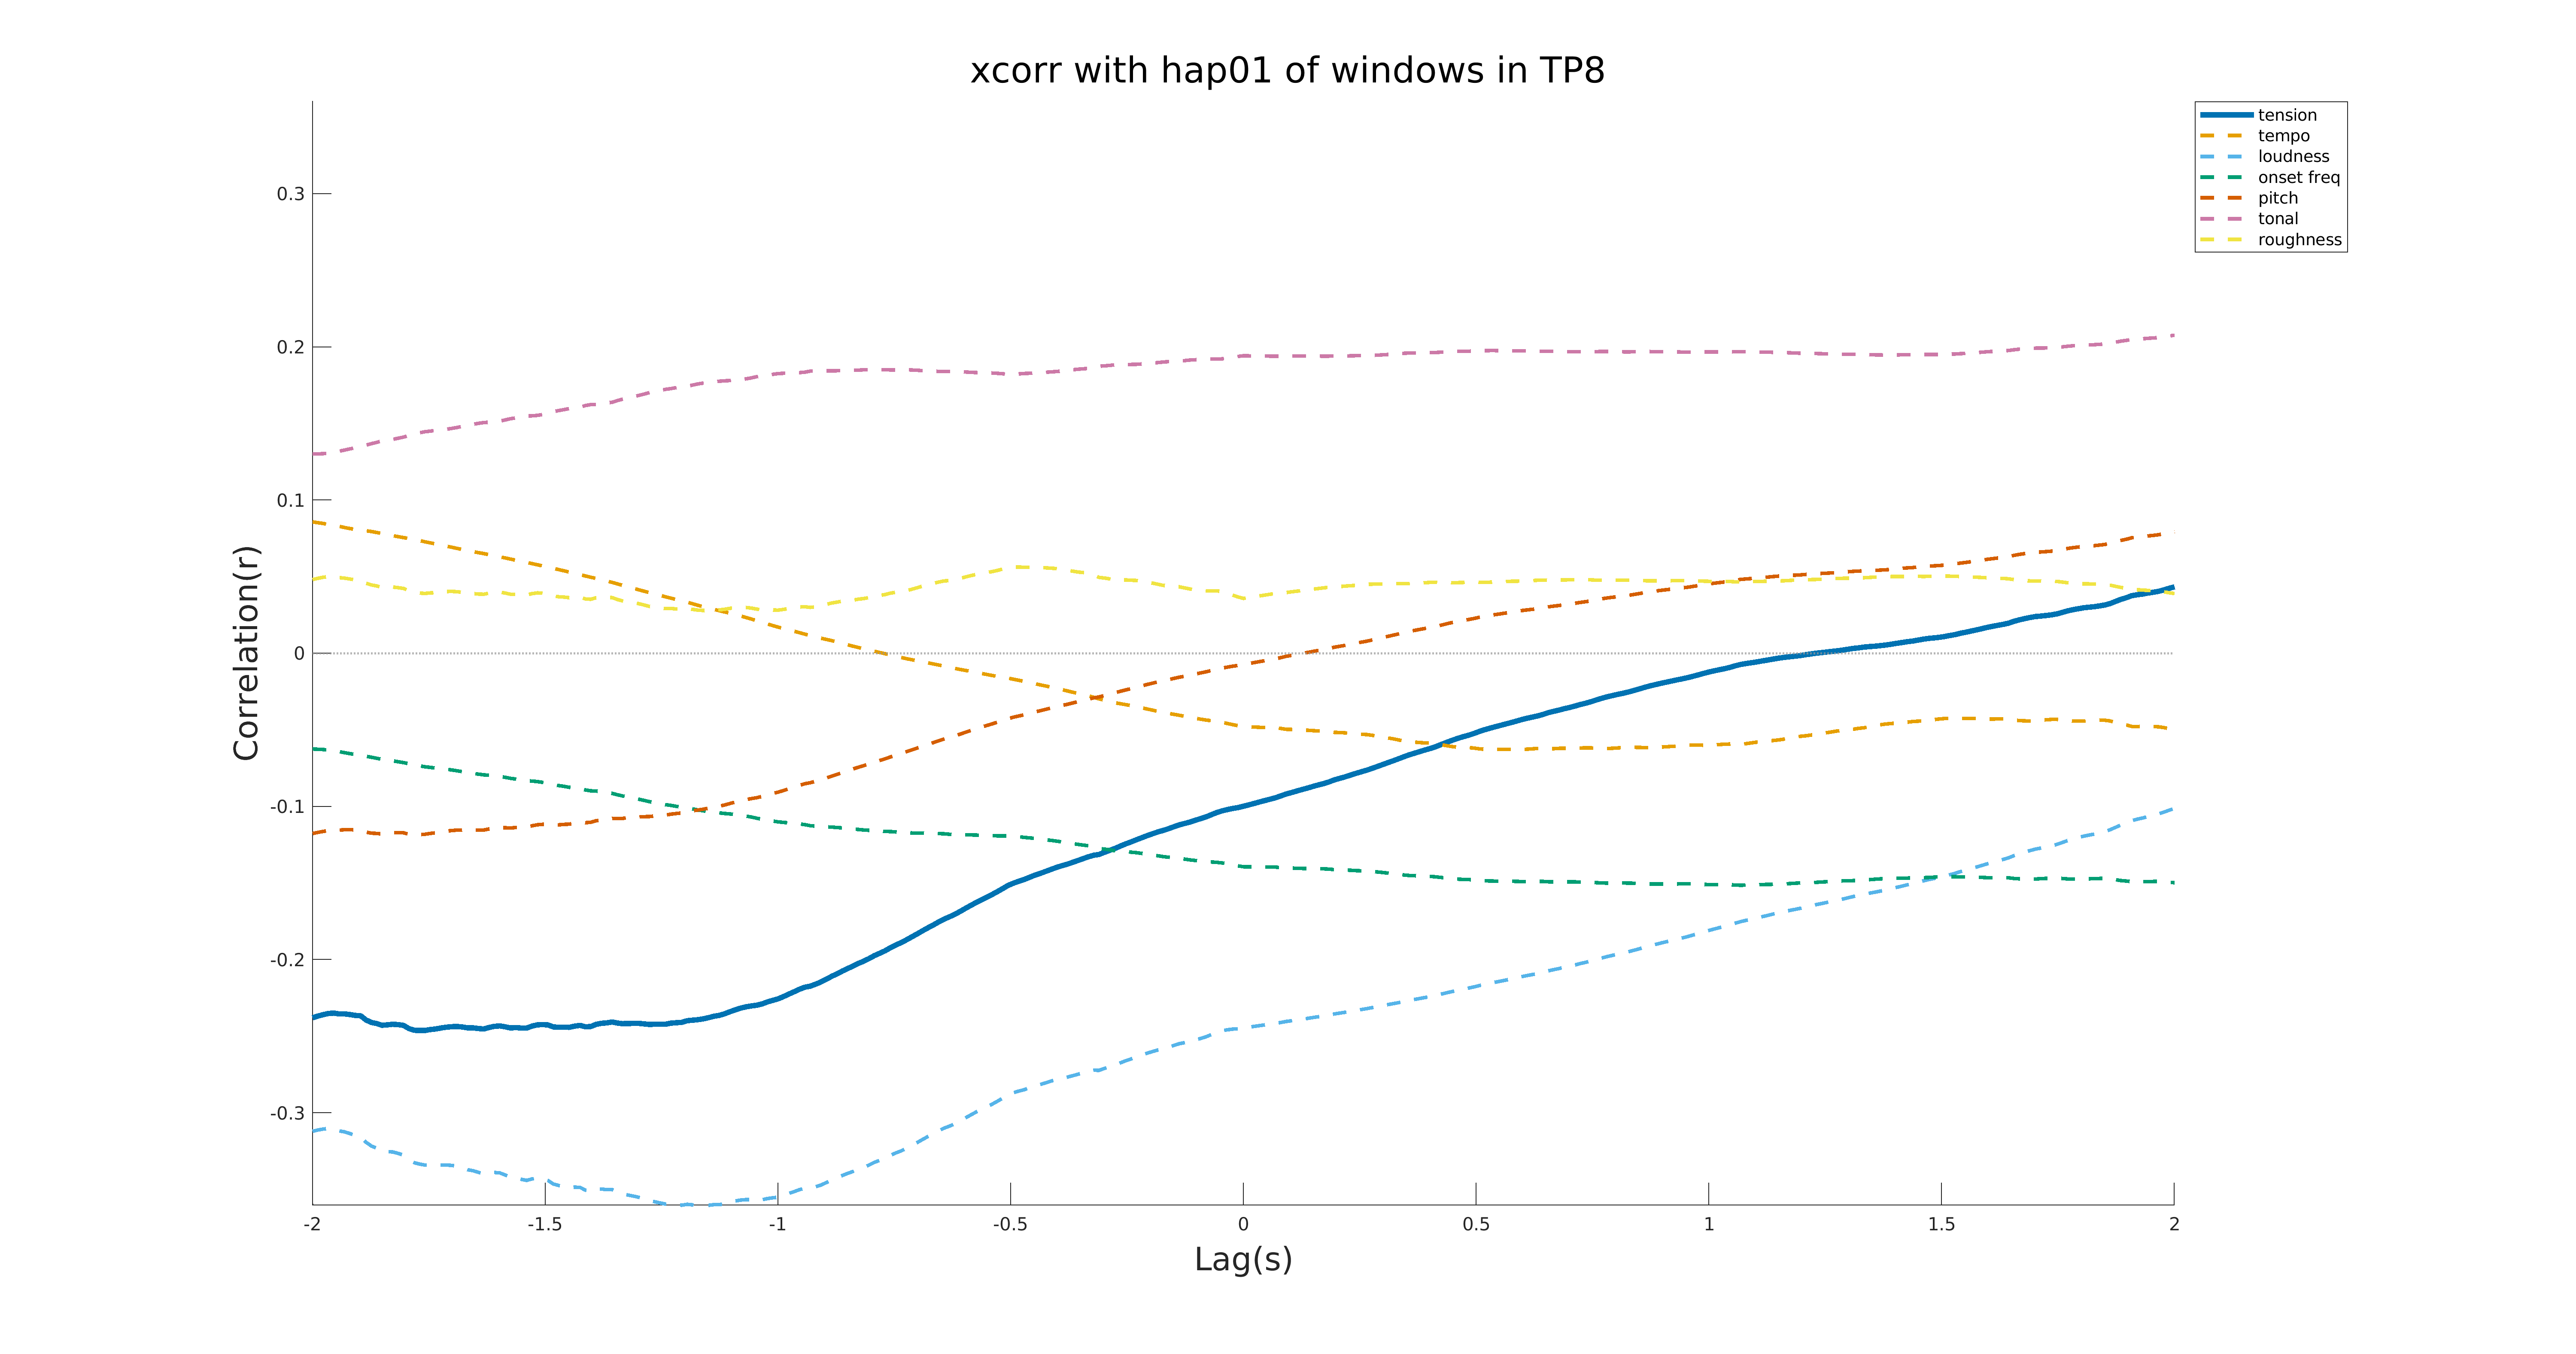 xcorr with hap01 of windows in TP8
tension
tempo
loudness
onset freq
pitch
tonal
roughness
Correlation(r)
0.3
0.2
0.1
0
-0.1
-0.2
-0.3
-2
-1.5
-1
-0.5
0
0.5
1
1.5
2
Lag(s)